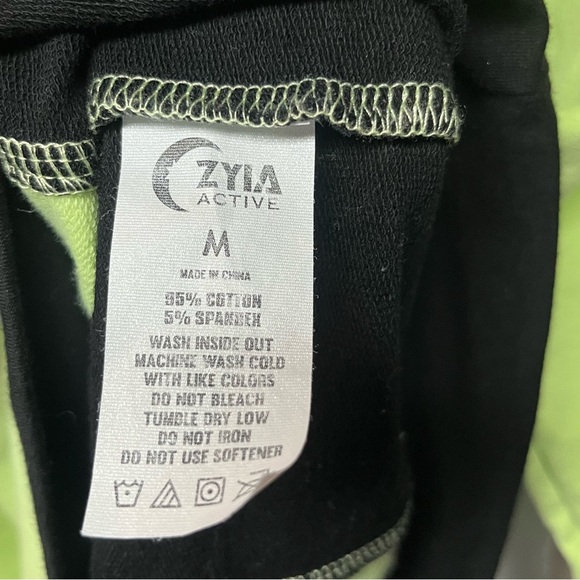 ZYIA
ACTIVE
M
MADE IN CHINA
95% COTTON
5% SPANDEX
WASH INSIDE OUT
MACHINE WASH COLD
WITH LIKE COLORS
DO NOT BLEACH
TUMBLE DRY LOW
DO NOT IRON
DO NOT USE SOFTENER